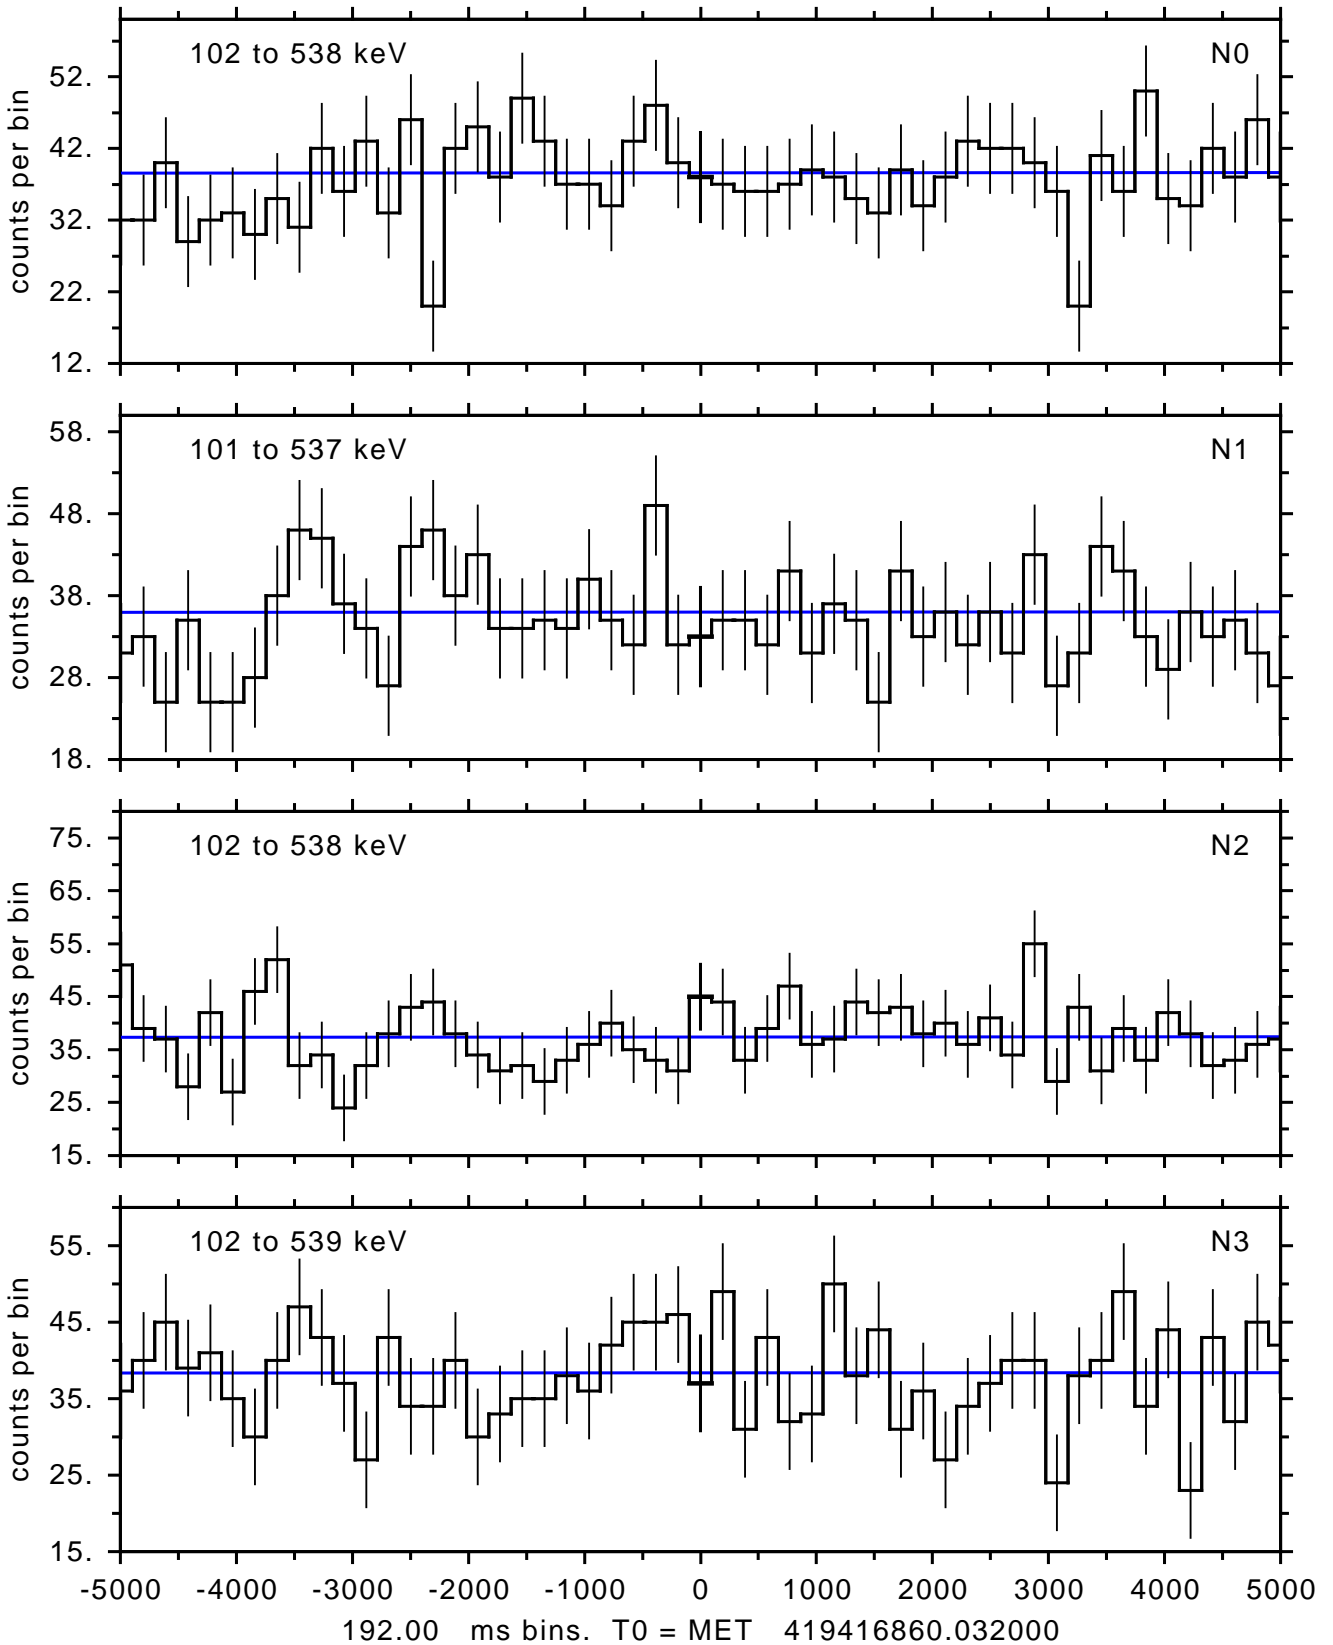 102 to 538 keV N0
counts per bin
52.
42.
32.
22.
12.
101 to 537 keV N1
counts per bin
58.
48.
38.
28.
18.
102 to 538 keV N2
counts per bin
75.
65.
55.
45.
35.
25.
15.
102 to 539 keV N3
counts per bin
55.
45.
35.
25.
15.
-5000 -4000 -3000 -2000 -1000 0 1000 2000 3000 4000 5000
192.00 ms bins. T0 = MET 419416860.032000